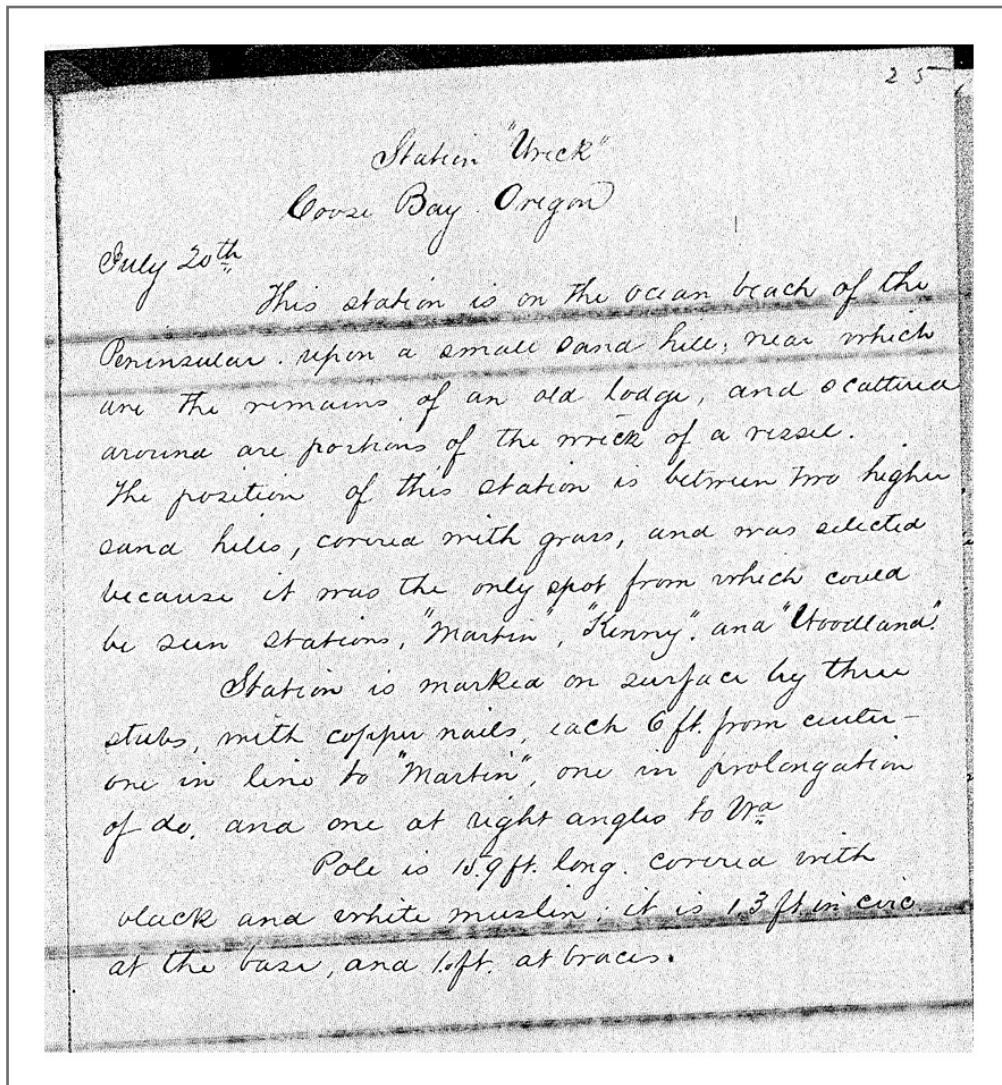 25
Station "Wreck"
Coose Bay Oregon
July 20th
This station is on the ocean beach of the
Peninsular. upon a small sand hill; near which
are the remains of an old lodge, and scattered
around are portions of the wreck of a vessel.
The position of this station is between two higher
sand hills, covered with grass, and was selected
because it was the only spot from which could
be seen stations, "Martin", "Kenny". and "Woodland".
Station is marked on surface by three
stubs, with copper nails, each 6 ft. from center –
one in line to "Martin", one in prolongation
of do. and one at right angles to
Pole is 15.9 ft. long. covered with
black and white muslin; it is 1.3 ft in circ.
at the base, and 1. ft. at braces.